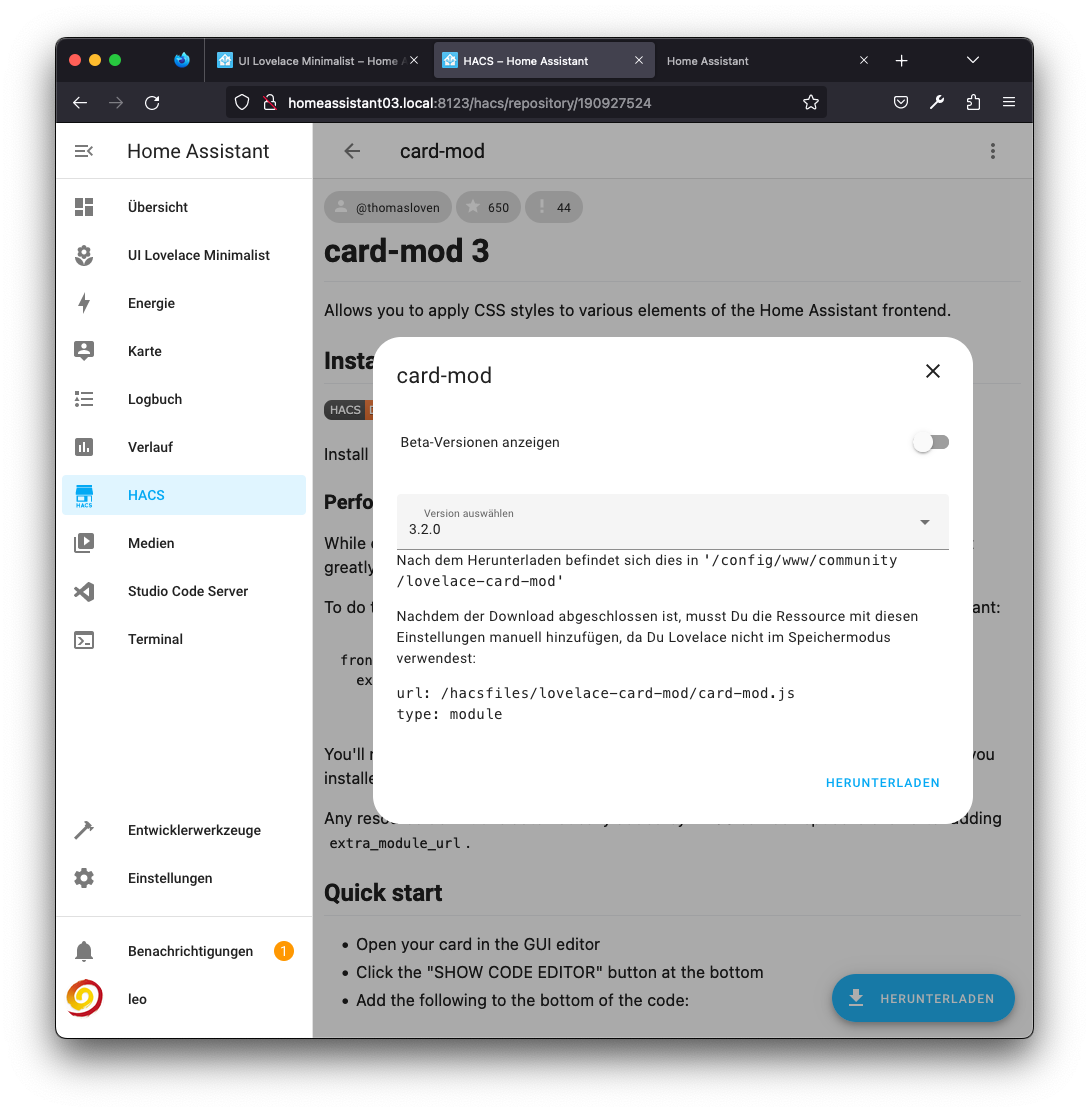 UI Lovelace Minimalist – Home A
HACS – Home Assistant
Home Assistant
homeassistant03.local:8123/hacs/repository/190927524
Home Assistant
Übersicht
UI Lovelace Minimalist
Energie
Karte
Logbuch
Verlauf
HACS
HACS
Medien
Studio Code Server
Terminal
Entwicklerwerkzeuge
Einstellungen
Benachrichtigungen 1
leo
card-mod
@thomasloven 650 44
card-mod 3
Allows you to apply CSS styles to various elements of the Home Assistant frontend.
HACS
Install
While
greatly
To do
You'll
Any
adding
extra_module_url .
Quick start
• Open your card in the GUI editor
• Click the "SHOW CODE EDITOR" button at the bottom
• Add the following to the bottom of the code:
HERUNTERLADEN
card-mod
Beta-Versionen anzeigen
Version auswählen
3.2.0
Nach dem Herunterladen befindet sich dies in '/config/www/community
/lovelace-card-mod'
Nachdem der Download abgeschlossen ist, musst Du die Ressource mit diesen
Einstellungen manuell hinzufügen, da Du Lovelace nicht im Speichermodus
verwendest:
url: /hacsfiles/lovelace-card-mod/card-mod.js
type: module
HERUNTERLADEN